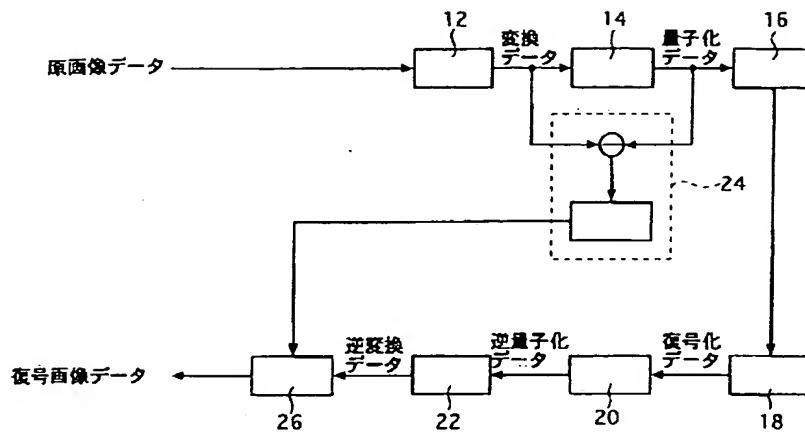 12
変換
データ
14
量子化
データ
16
原画像データ
24
逆変換
データ
逆量子化
データ
復号化
データ
復号画像データ
26
22
20
18